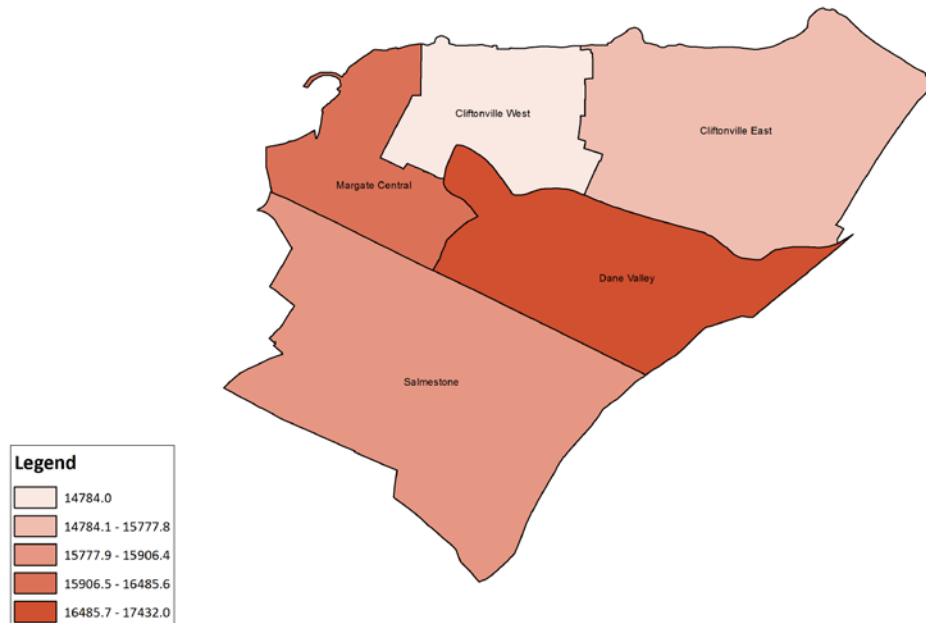 Cliftonville West
Cliftonville East
Margate Central
Dane Valley
Salmestone
Legend
14784.0
14784.1 - 15777.8
15777.9 - 15906.4
15906.5 - 16485.6
16485.7 - 17432.0